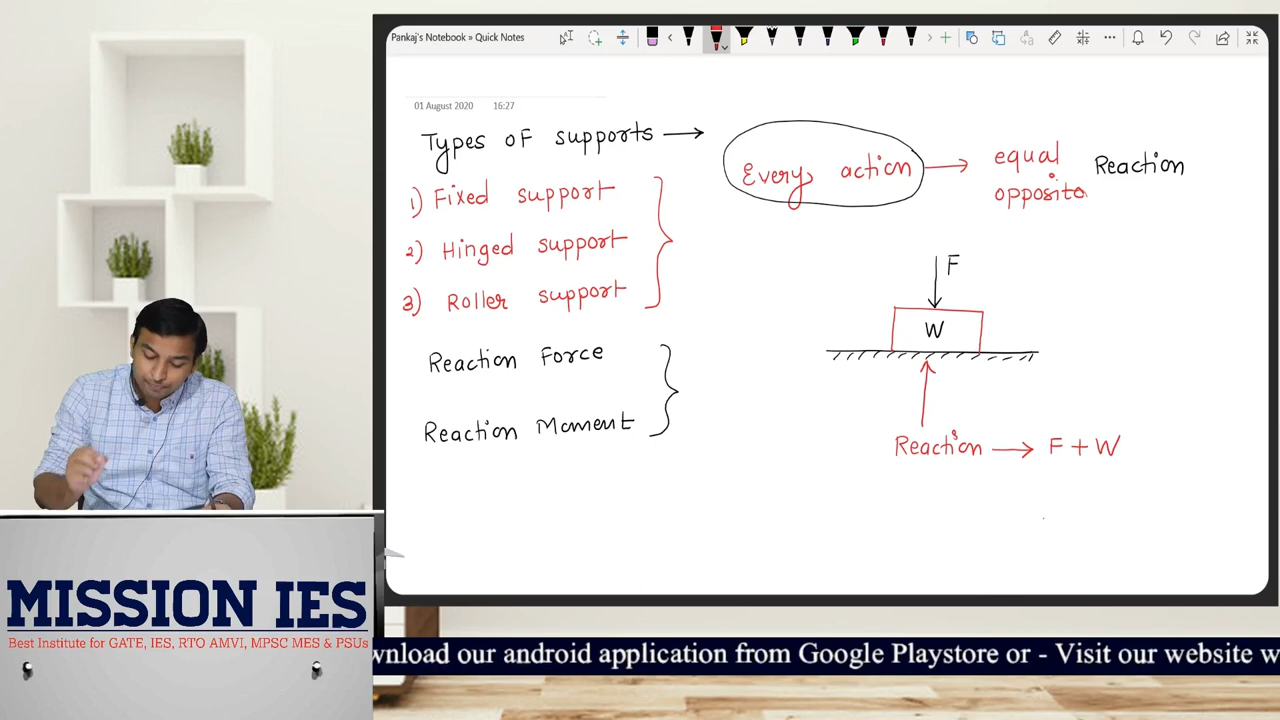 Pankaj's Notebook » Quick Notes
01 August 2020 16:27
Types of supports →
1) Fixed support
2) Hinged support
3) Roller support
Reaction Force
Reaction Moment
Every action → equal opposite Reaction
F
W
Reaction → F + W
MISSION IES
Best Institute for GATE, IES, RTO AMVI, MPSC MES & PSUs
wnload our android application from Google Playstore or - Visit our website w